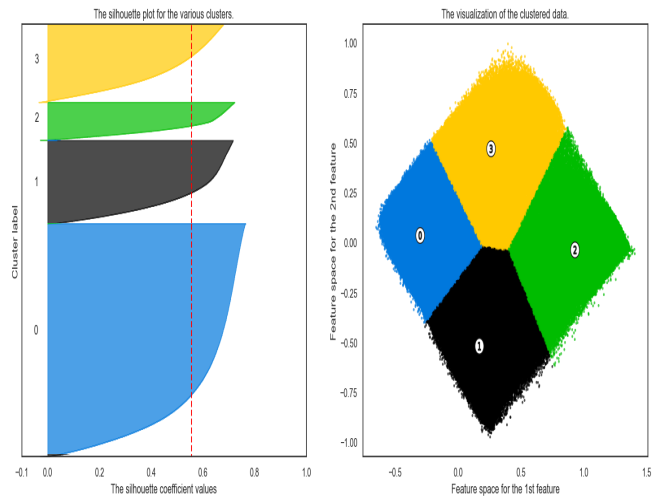 The silhouette plot for the various clusters.
3
2
1
0
Cluster label
-0.1 0.0 0.2 0.4 0.6 0.8 1.0
The silhouette coefficient values
The visualization of the clustered data.
1.00
0.75
0.50
0.25
0.00
−0.25
−0.50
−0.75
−1.00
Feature space for the 2nd feature
3
0
2
1
−0.5 0.0 0.5 1.0 1.5
Feature space for the 1st feature